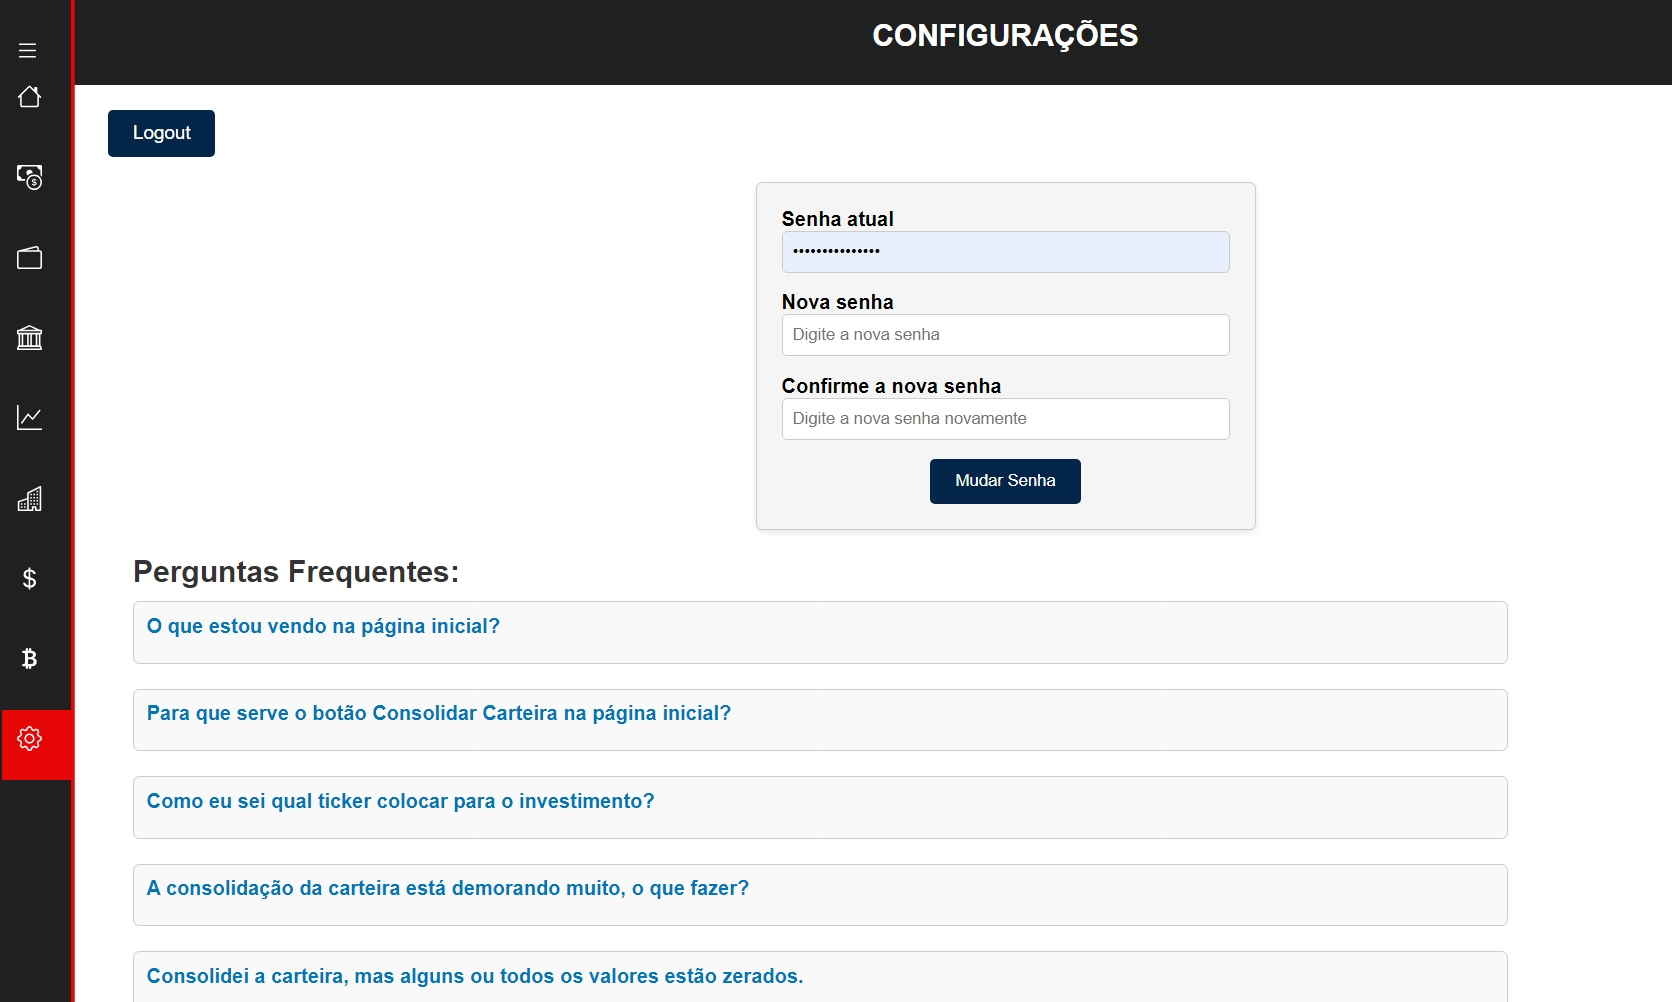 CONFIGURAÇÕES
Logout
Senha atual
•••••••••••••••
Nova senha
Digite a nova senha
Confirme a nova senha
Digite a nova senha novamente
Mudar Senha
Perguntas Frequentes:
O que estou vendo na página inicial?
Para que serve o botão Consolidar Carteira na página inicial?
Como eu sei qual ticker colocar para o investimento?
A consolidação da carteira está demorando muito, o que fazer?
Consolidei a carteira, mas alguns ou todos os valores estão zerados.